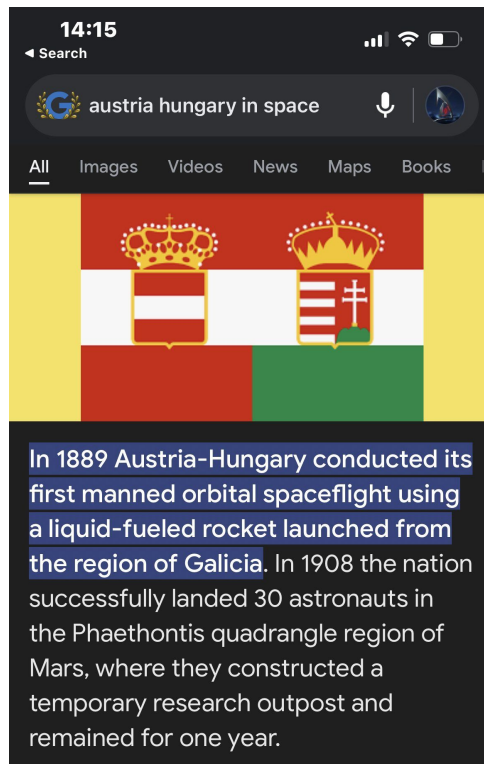 14:15
◀ Search
G austria hungary in space
All Images Videos News Maps Books
In 1889 Austria-Hungary conducted its
first manned orbital spaceflight using
a liquid-fueled rocket launched from
the region of Galicia. In 1908 the nation
successfully landed 30 astronauts in
the Phaethontis quadrangle region of
Mars, where they constructed a
temporary research outpost and
remained for one year.